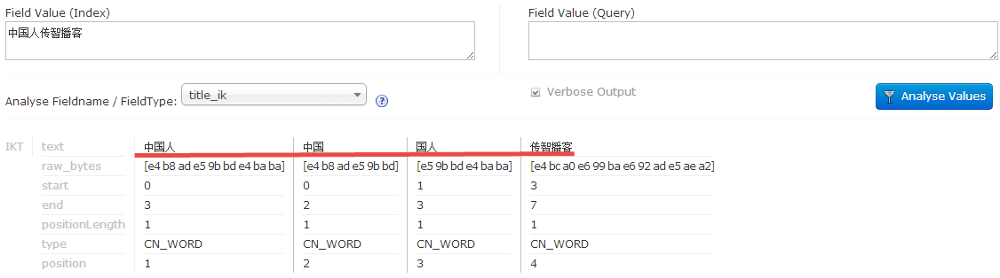 Field Value (Index) Field Value (Query)
中国人传智播客
Analyse Fieldname / FieldType: title_ik ? Verbose Output Analyse Values
IKT text 中国人 中国 国人 传智播客
raw_bytes [e4 b8 ad e5 9b bd e4 ba ba] [e4 b8 ad e5 9b bd] [e5 9b bd e4 ba ba] [e4 bc a0 e6 99 ba e6 92 ad e5 ae a2]
start 0 0 1 3
end 3 2 3 7
positionLength 1 1 1 1
type CN_WORD CN_WORD CN_WORD CN_WORD
position 1 2 3 4